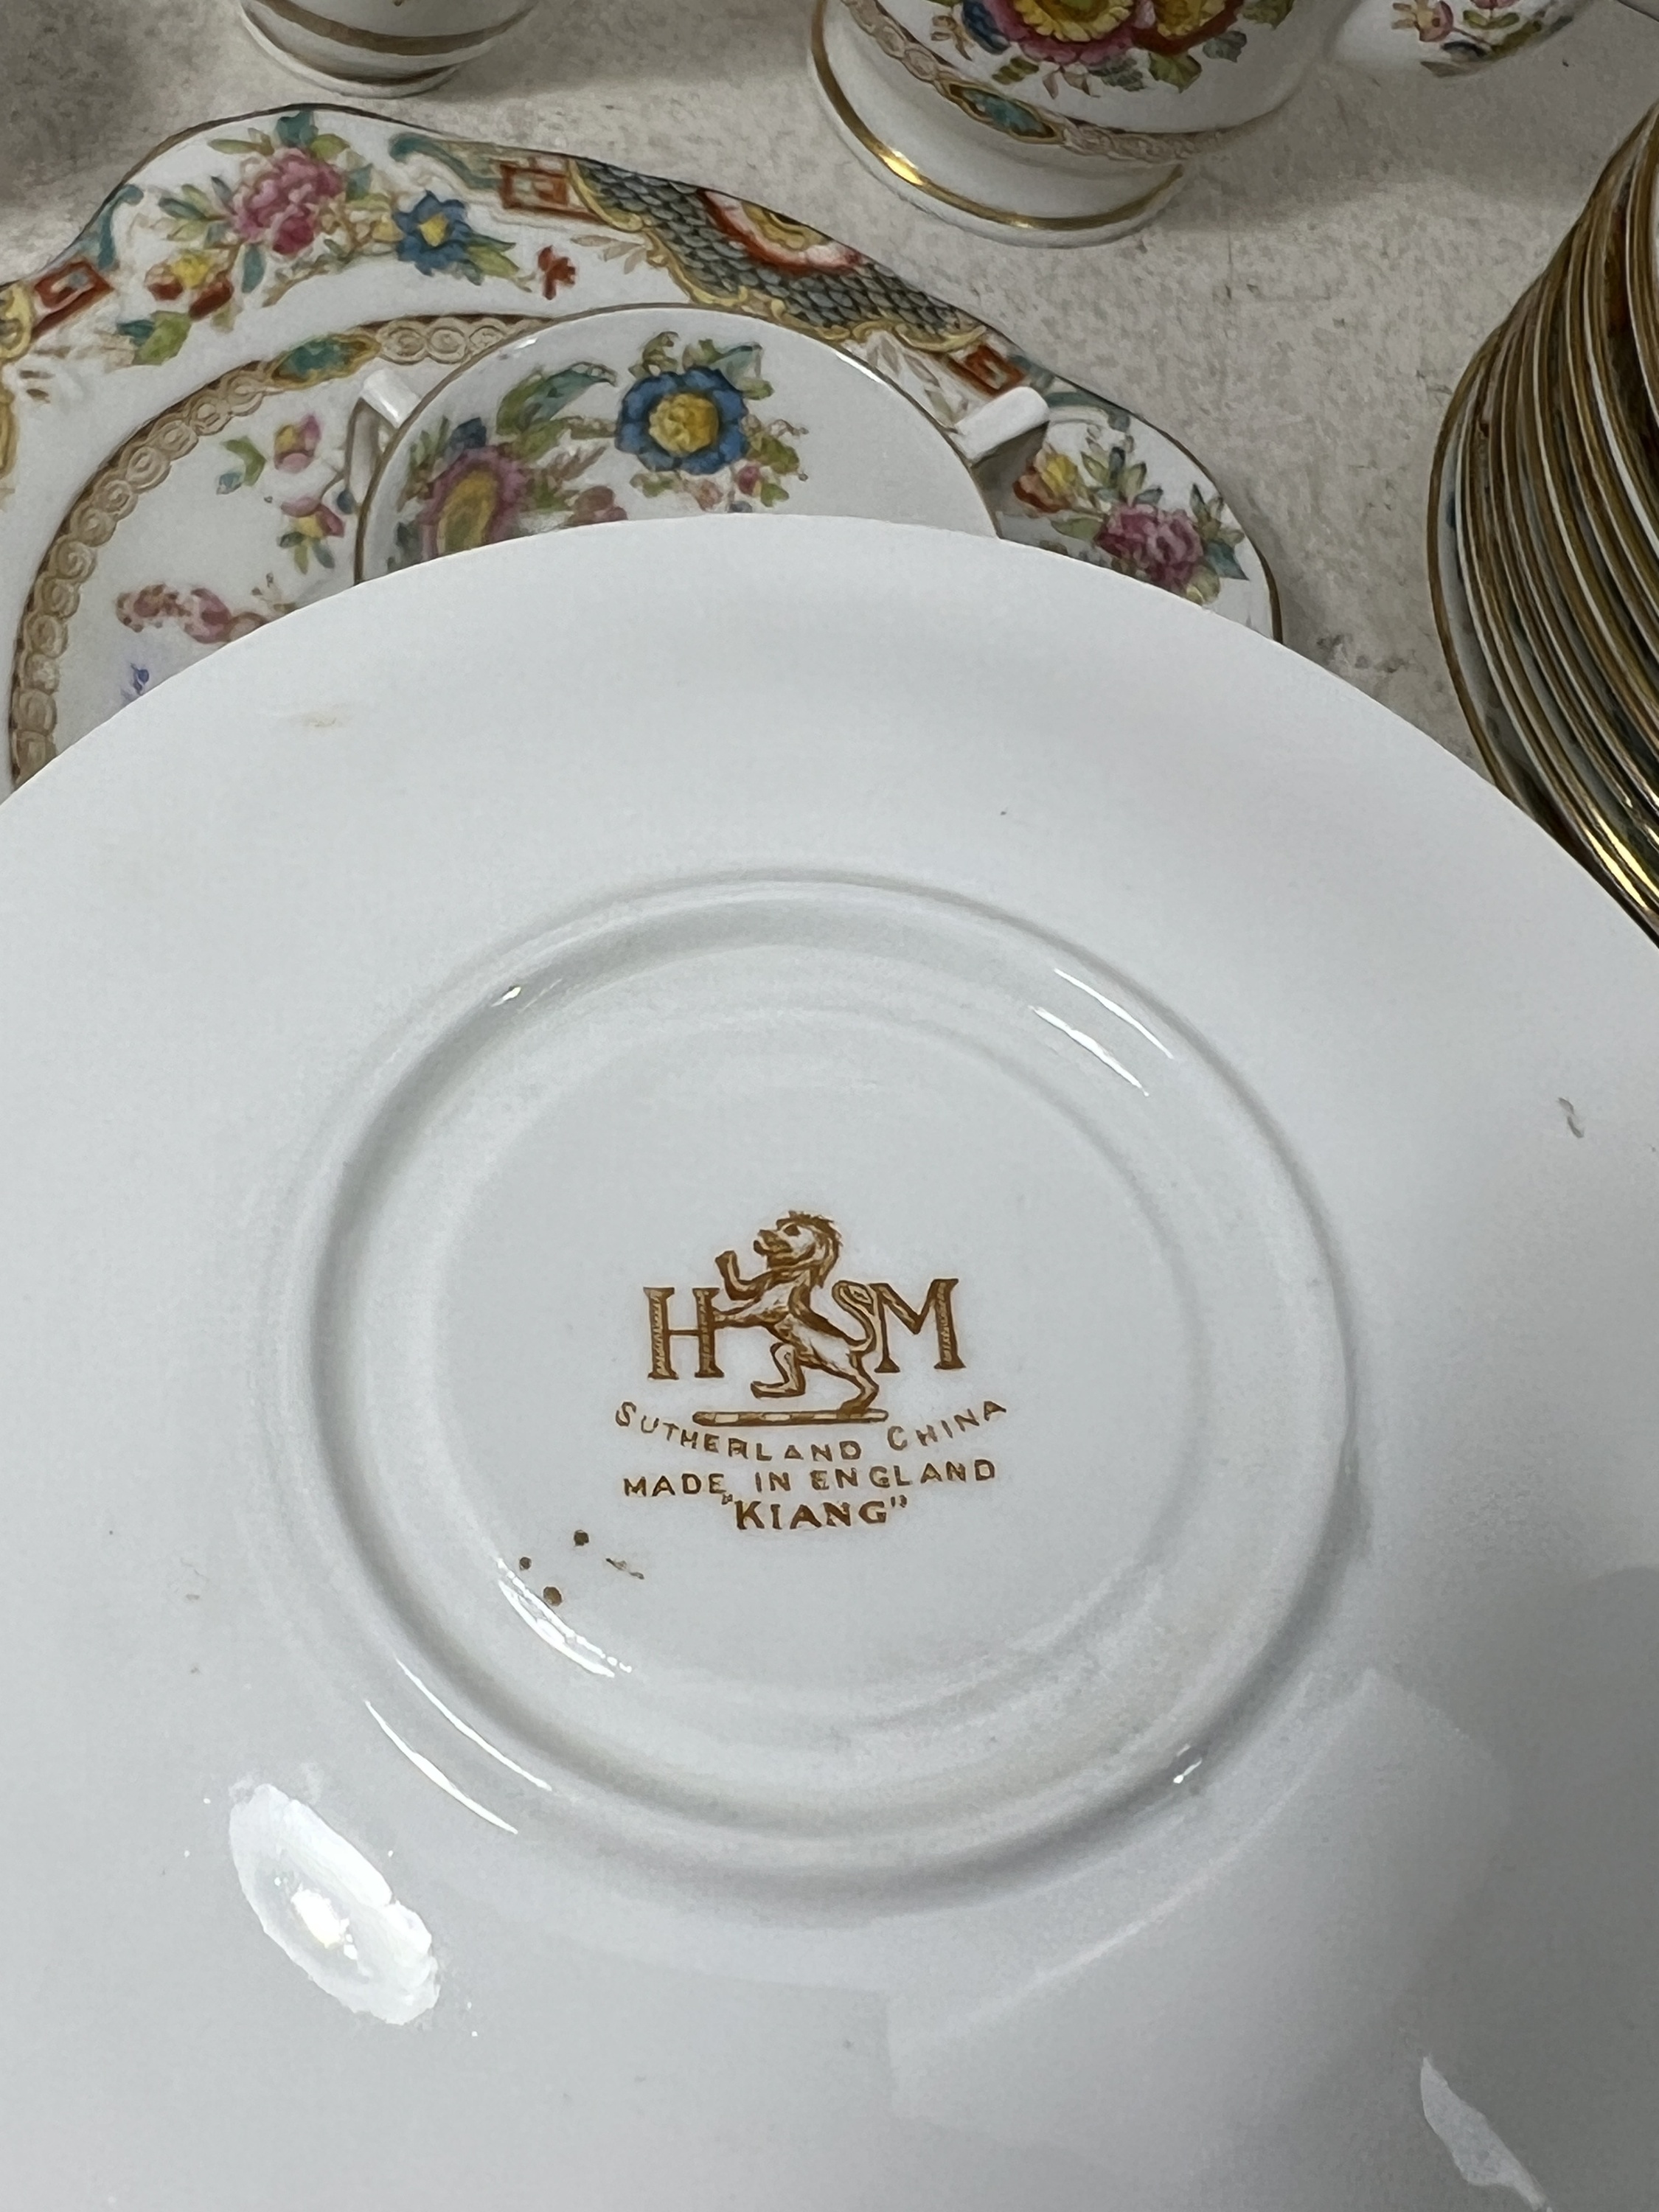 H M
SUTHERLAND CHINA
MADE IN ENGLAND
"KIANG"